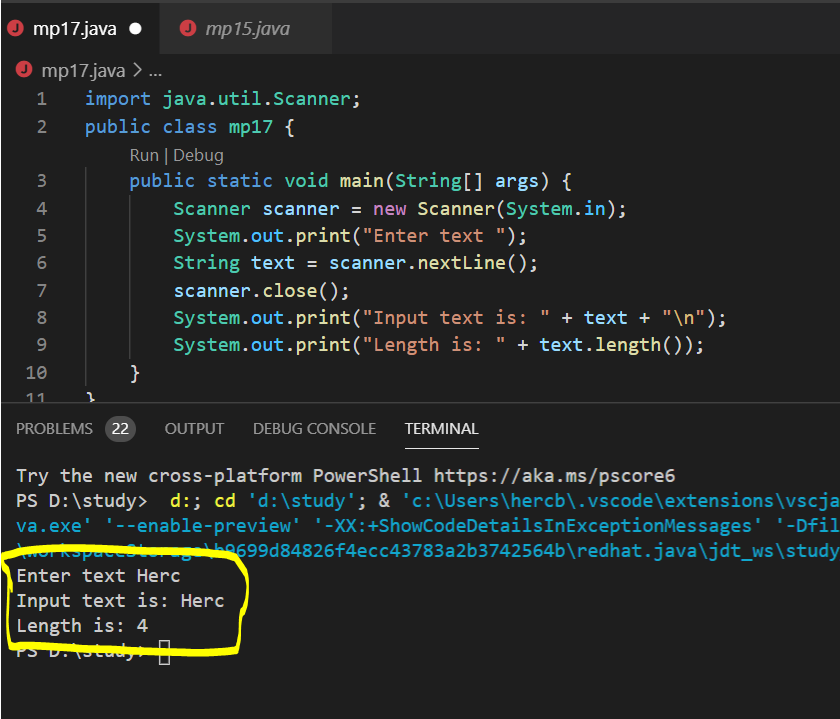 J mp17.java J mp15.java
J mp17.java > ...
1 import java.util.Scanner;
2 public class mp17 {
Run | Debug
3 public static void main(String[] args) {
4 Scanner scanner = new Scanner(System.in);
5 System.out.print("Enter text ");
6 String text = scanner.nextLine();
7 scanner.close();
8 System.out.print("Input text is: " + text + "\n");
9 System.out.print("Length is: " + text.length());
10 }
11 }
PROBLEMS 22 OUTPUT DEBUG CONSOLE TERMINAL
Try the new cross-platform PowerShell https://aka.ms/pscore6
PS D:\study> d:; cd 'd:\study'; & 'c:\Users\hercb\.vscode\extensions\vscja
va.exe' '--enable-preview' '-XX:+ShowCodeDetailsInExceptionMessages' '-Dfil
\workspaceStorage\b9699d84826f4ecc43783a2b3742564b\redhat.java\jdt_ws\study
Enter text Herc
Input text is: Herc
Length is: 4
PS D:\study>